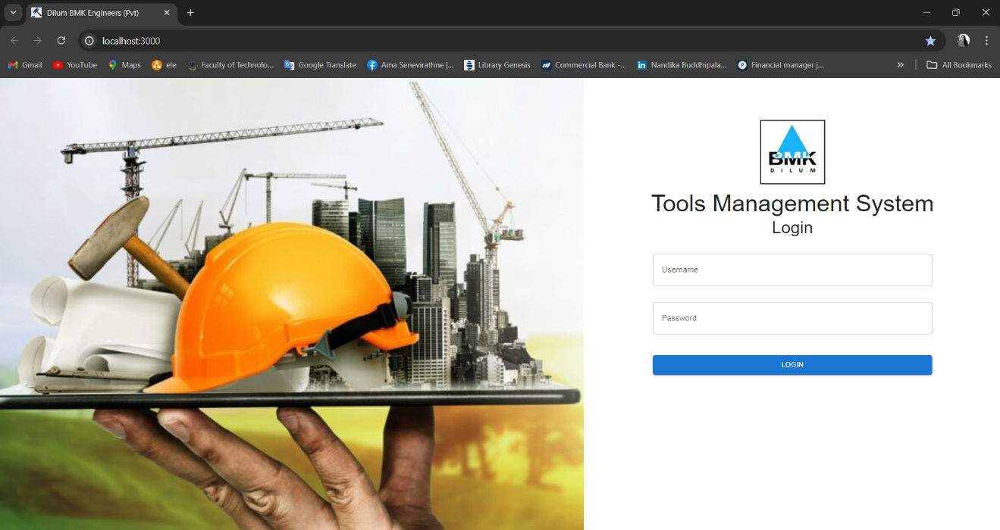 Dilum BMK Engineers (Pvt)
localhost:3000
Gmail
YouTube
Maps
ele
Faculty of Technolo...
Google Translate
Ama Senevirathne |...
Library Genesis
Commercial Bank -...
Nandika Buddhipala...
Financial manager j...
All Bookmarks
BMK
DILUM
Tools Management System
Login
Username
Password
LOGIN